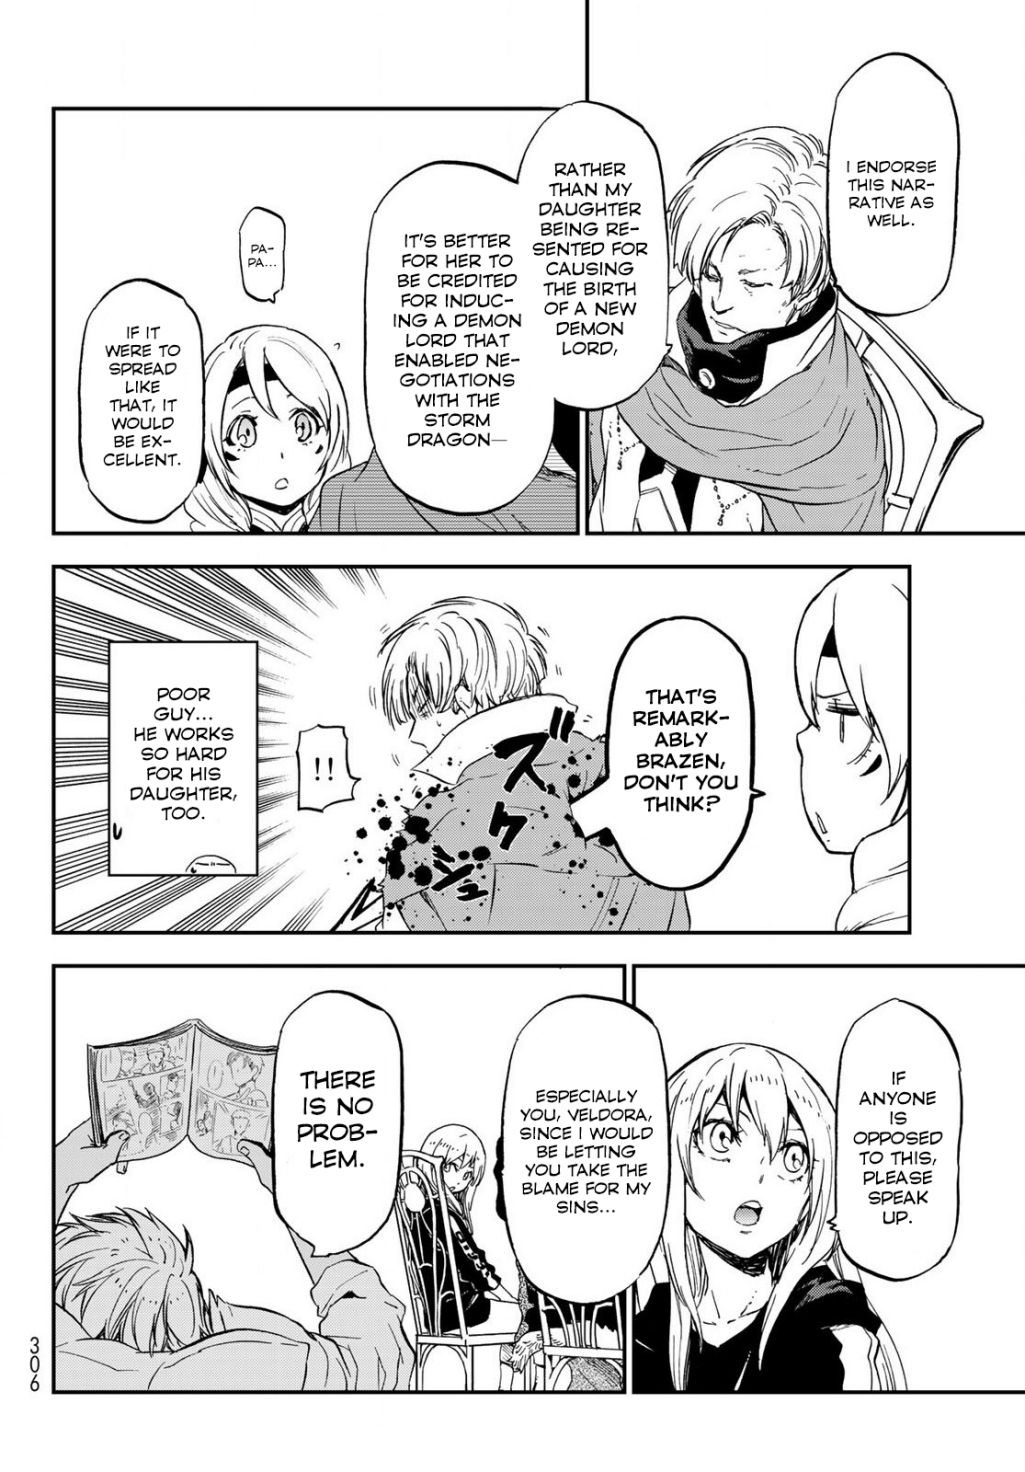 I ENDORSE
THIS NAR-
RATIVE AS
WELL.
RATHER
THAN MY
DAUGHTER
BEING RE-
SENTED FOR
CAUSING
THE BIRTH
OF A NEW
DEMON
LORD,
IT'S BETTER
FOR HER TO
BE CREDITED
FOR INDUC-
ING A DEMON
LORD THAT
ENABLED NE-
GOTIATIONS
WITH THE
STORM
DRAGON—
PA-
PA...
IF IT
WERE TO
SPREAD
LIKE
THAT, IT
WOULD
BE EX-
CELLENT.
THAT'S
REMARK-
ABLY
BRAZEN,
DON'T YOU
THINK?
ズクッ
!!
POOR
GUY...
HE WORKS
SO HARD
FOR HIS
DAUGHTER,
TOO.
IF
ANYONE
IS
OPPOSED
TO THIS,
PLEASE
SPEAK
UP.
ESPECIALLY
YOU, VELDORA,
SINCE I WOULD
BE LETTING
YOU TAKE THE
BLAME FOR MY
SINS...
THERE
IS NO
PROB-
LEM.
306